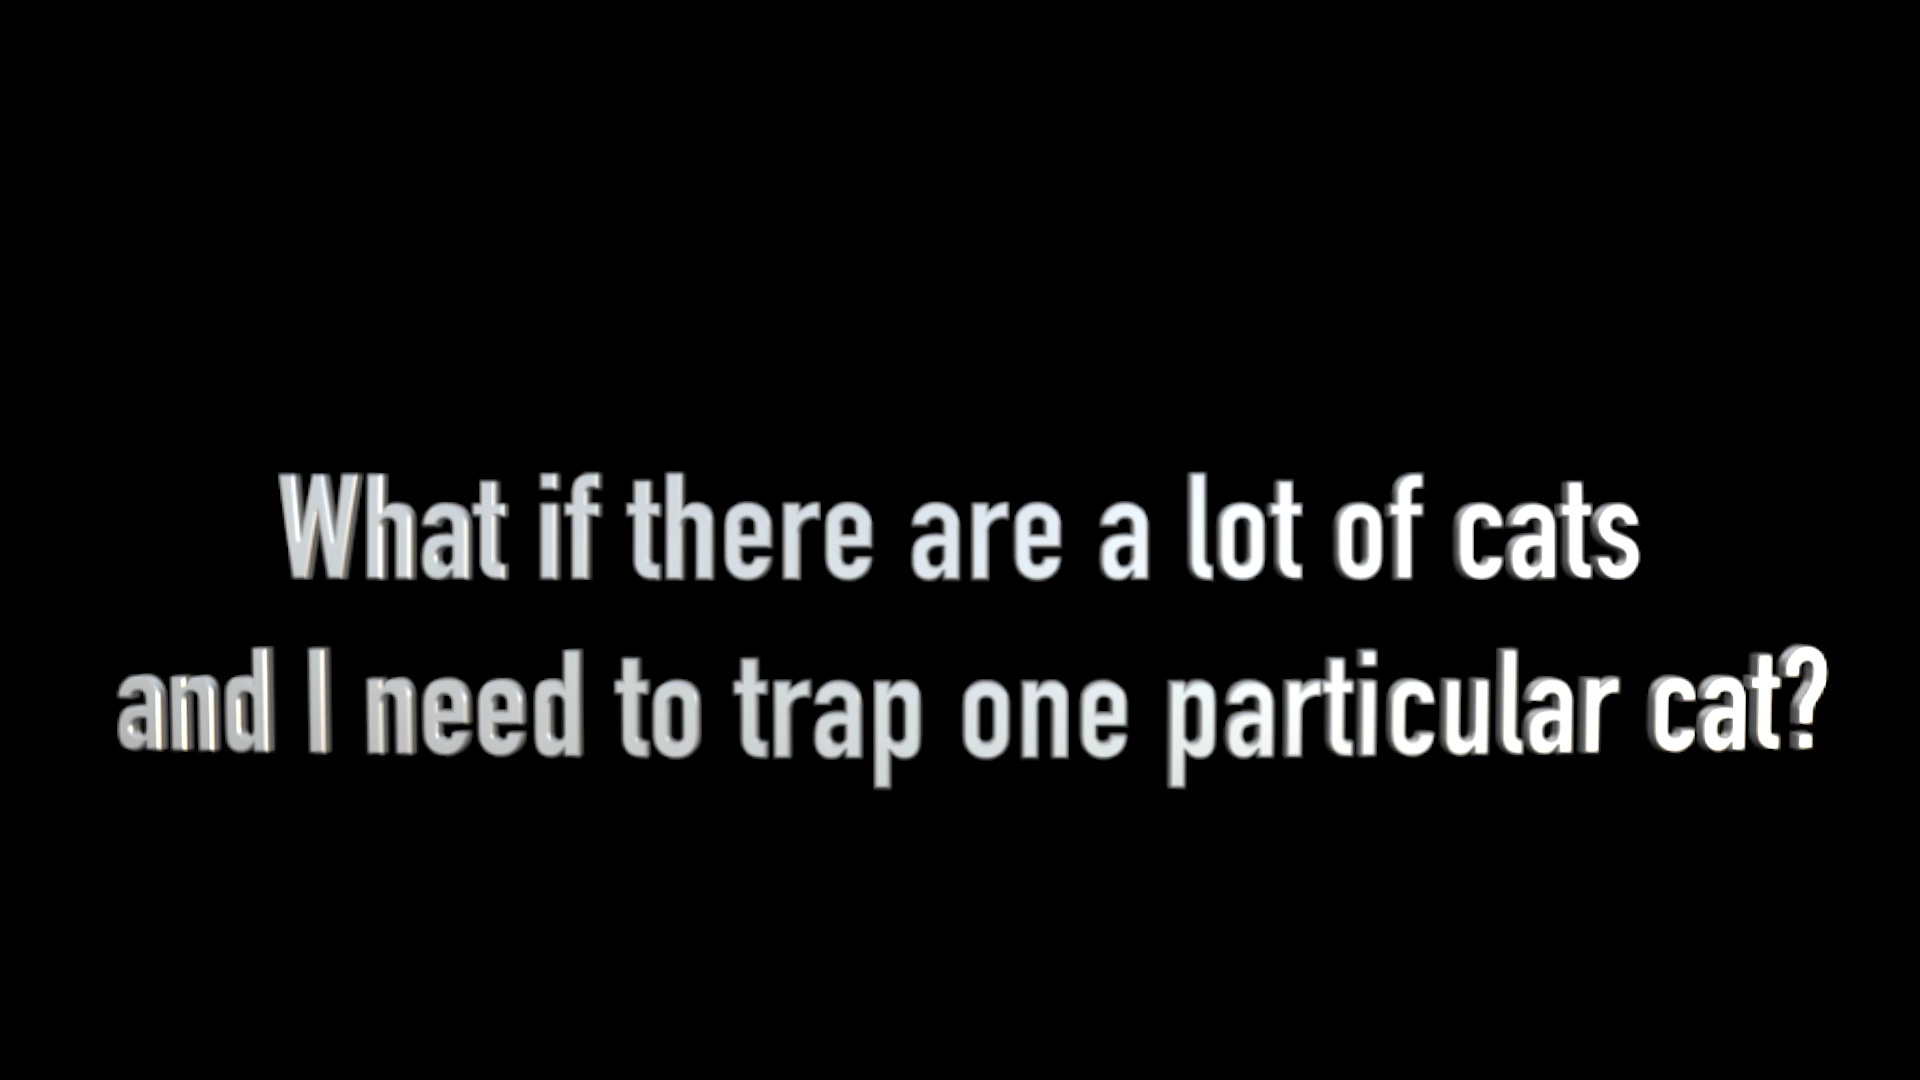 What if there are a lot of cats
and I need to trap one particular cat?